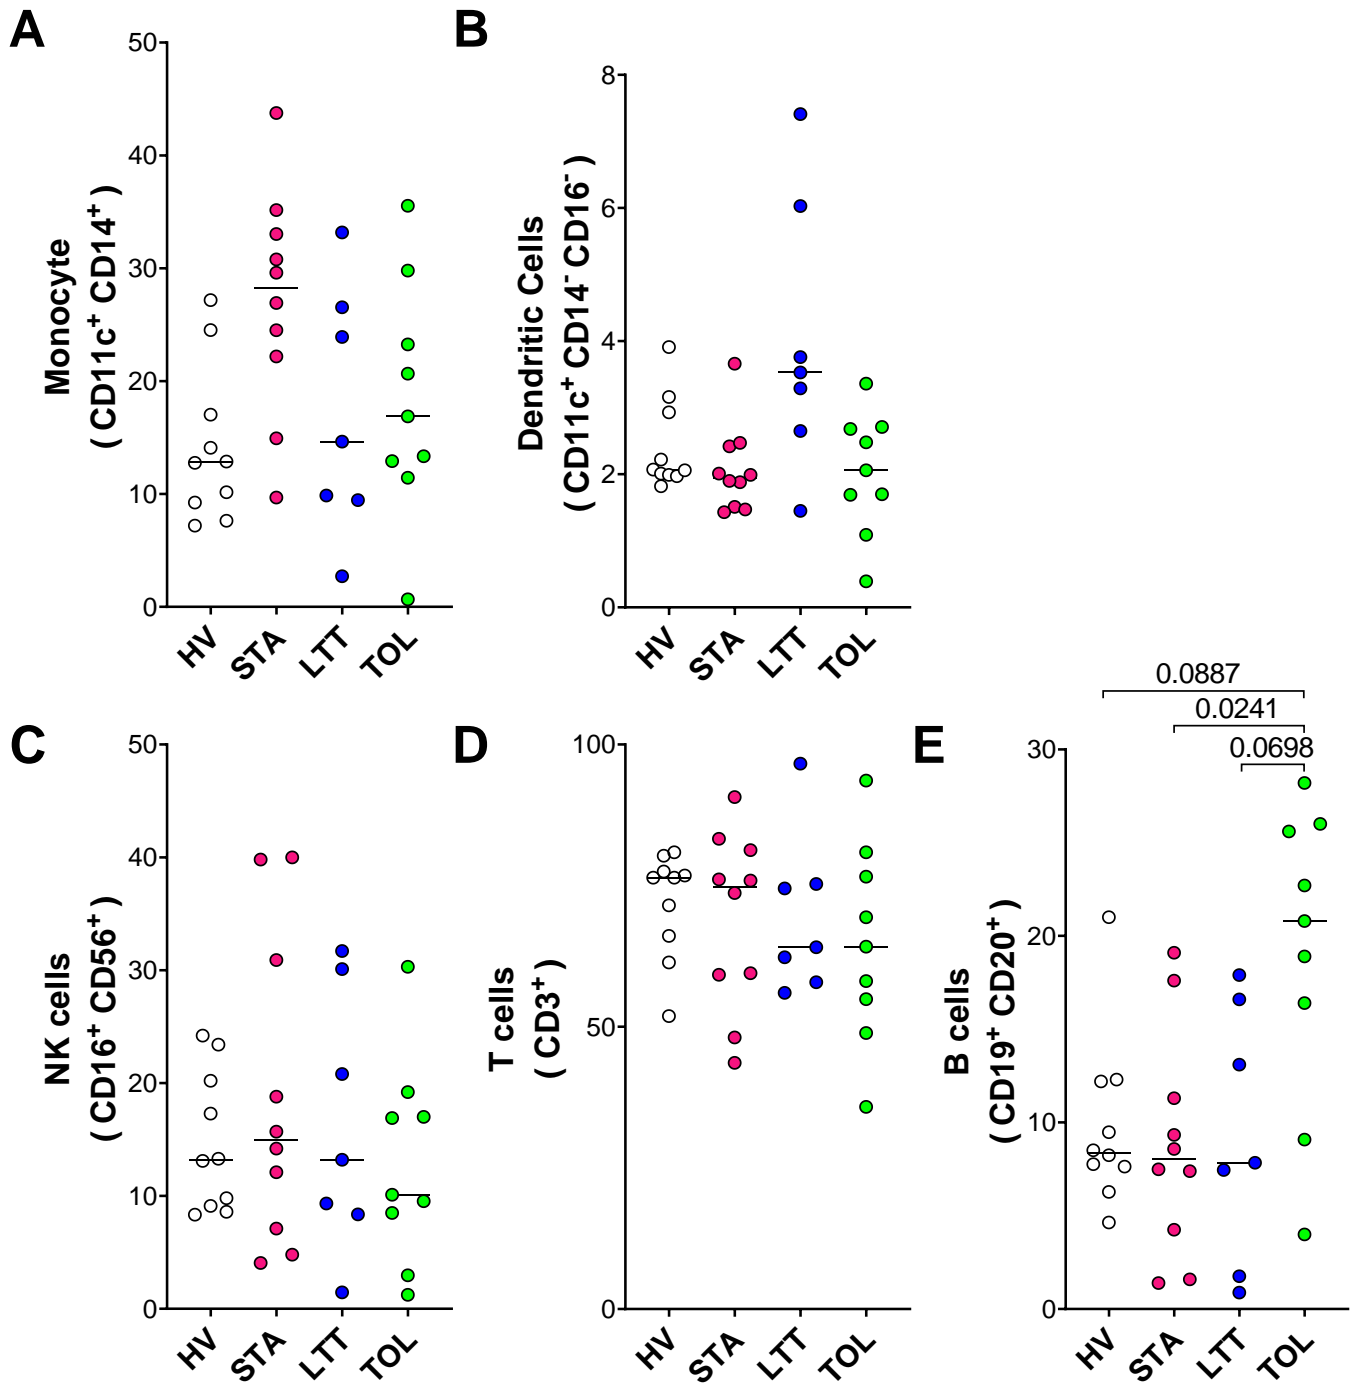 A
Monocyte
( CD11c+ CD14+ )
50
40
30
20
10
0
HV
STA
LTT
TOL
B
Dendritic Cells
( CD11c+ CD14- CD16- )
8
6
4
2
0
HV
STA
LTT
TOL
C
NK cells
( CD16+ CD56+ )
50
40
30
20
10
0
HV
STA
LTT
TOL
D
T cells
( CD3+ )
100
50
0
HV
STA
LTT
TOL
E
B cells
( CD19+ CD20+ )
0.0887
0.0241
0.0698
30
20
10
0
HV
STA
LTT
TOL